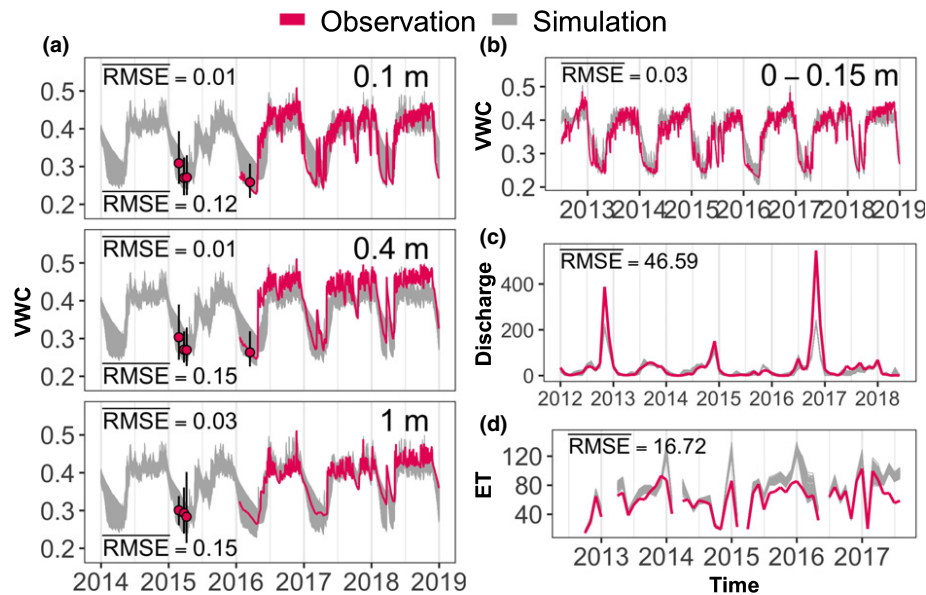 Observation Simulation
(a)
RMSE = 0.01
0.1 m
0.5
0.4
0.3
0.2
RMSE = 0.12
RMSE = 0.01
0.4 m
0.5
0.4
0.3
0.2
RMSE = 0.15
VWC
RMSE = 0.03
1 m
0.5
0.4
0.3
0.2
RMSE = 0.15
2014 2015 2016 2017 2018 2019
(b)
RMSE = 0.03
0 – 0.15 m
VWC
0.5
0.4
0.3
0.2
2013 2014 2015 2016 2017 2018 2019
(c)
RMSE = 46.59
Discharge
400
200
0
2012 2013 2014 2015 2016 2017 2018
(d)
RMSE = 16.72
ET
120
80
40
2013 2014 2015 2016 2017
Time